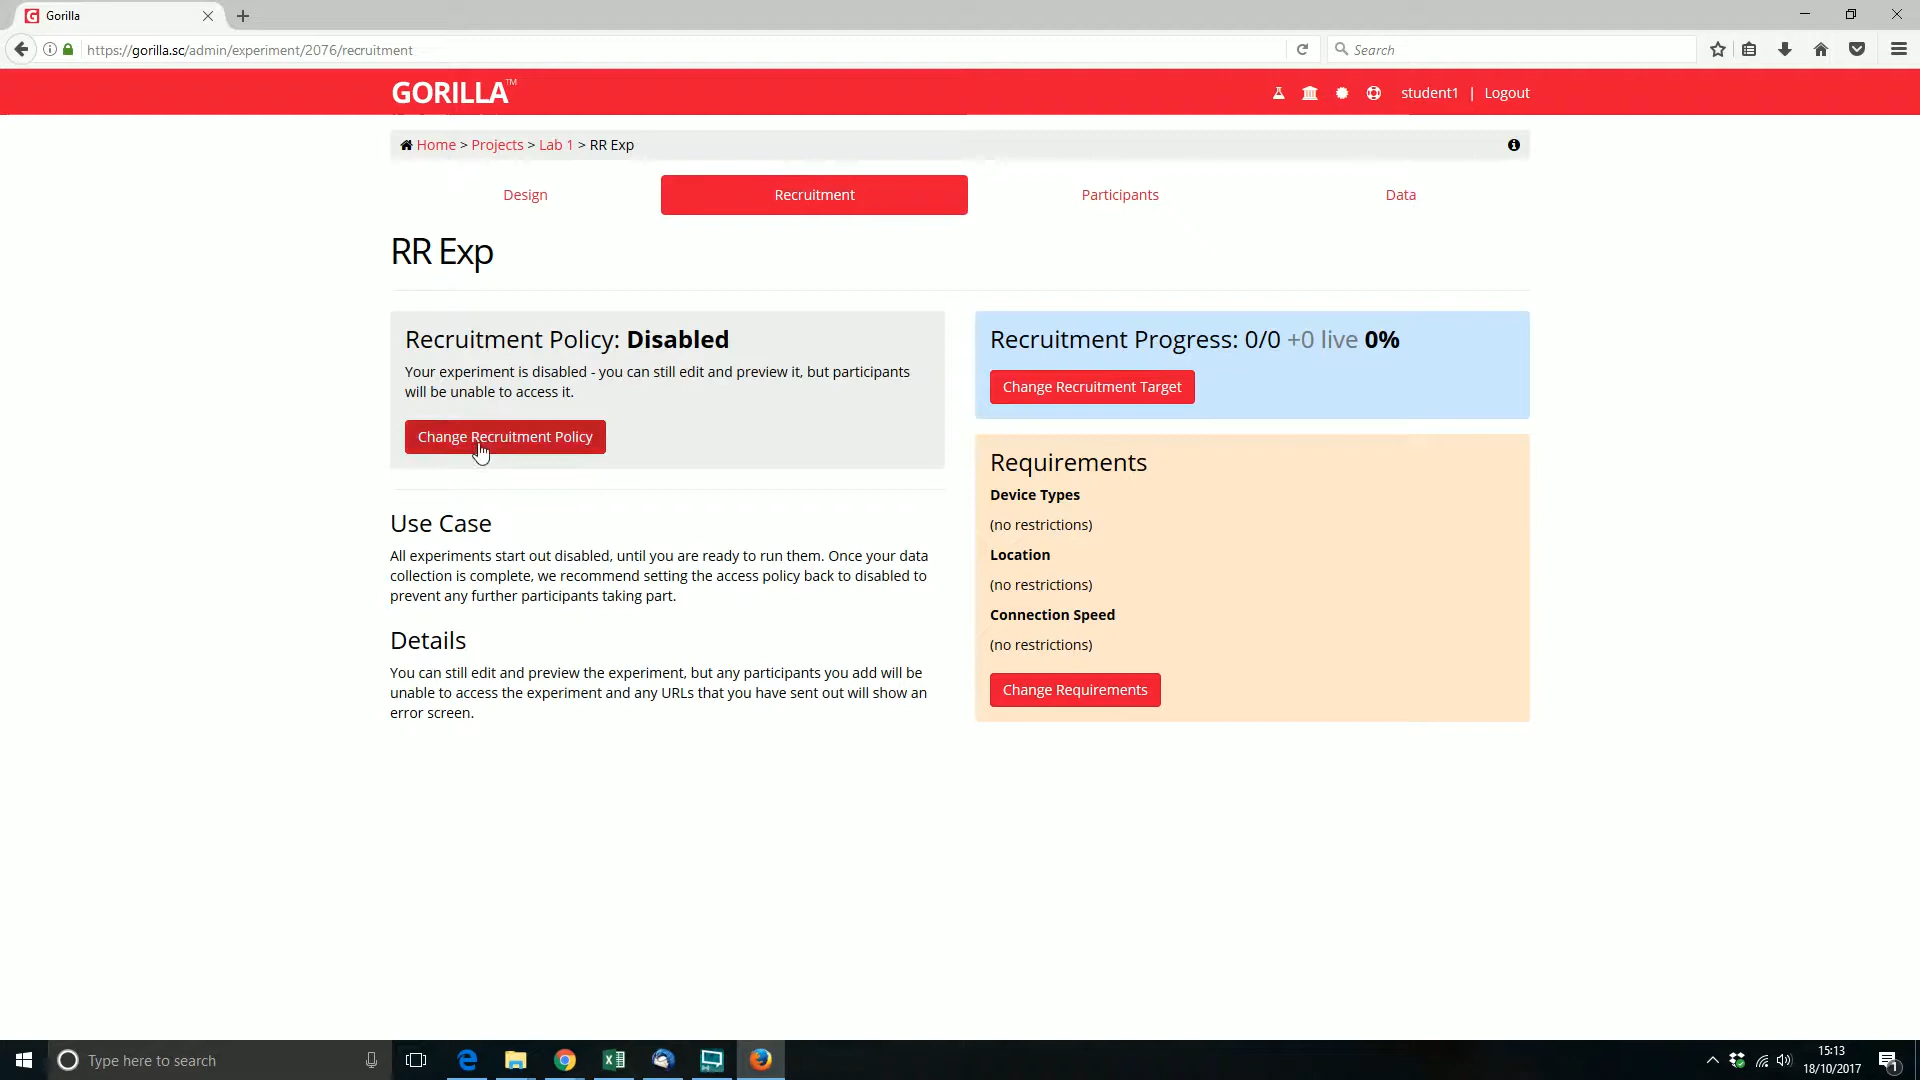 Gorilla
https://gorilla.sc/admin/experiment/2076/recruitment
Search
GORILLA™
student1 | Logout
Home > Projects > Lab 1 > RR Exp
Design
Recruitment
Participants
Data
RR Exp
Recruitment Policy: Disabled
Your experiment is disabled - you can still edit and preview it, but participants
will be unable to access it.
Change Recruitment Policy
Use Case
All experiments start out disabled, until you are ready to run them. Once your data
collection is complete, we recommend setting the access policy back to disabled to
prevent any further participants taking part.
Details
You can still edit and preview the experiment, but any participants you add will be
unable to access the experiment and any URLs that you have sent out will show an
error screen.
Recruitment Progress: 0/0 +0 live 0%
Change Recruitment Target
Requirements
Device Types
(no restrictions)
Location
(no restrictions)
Connection Speed
(no restrictions)
Change Requirements
Type here to search
15:13
18/10/2017
1